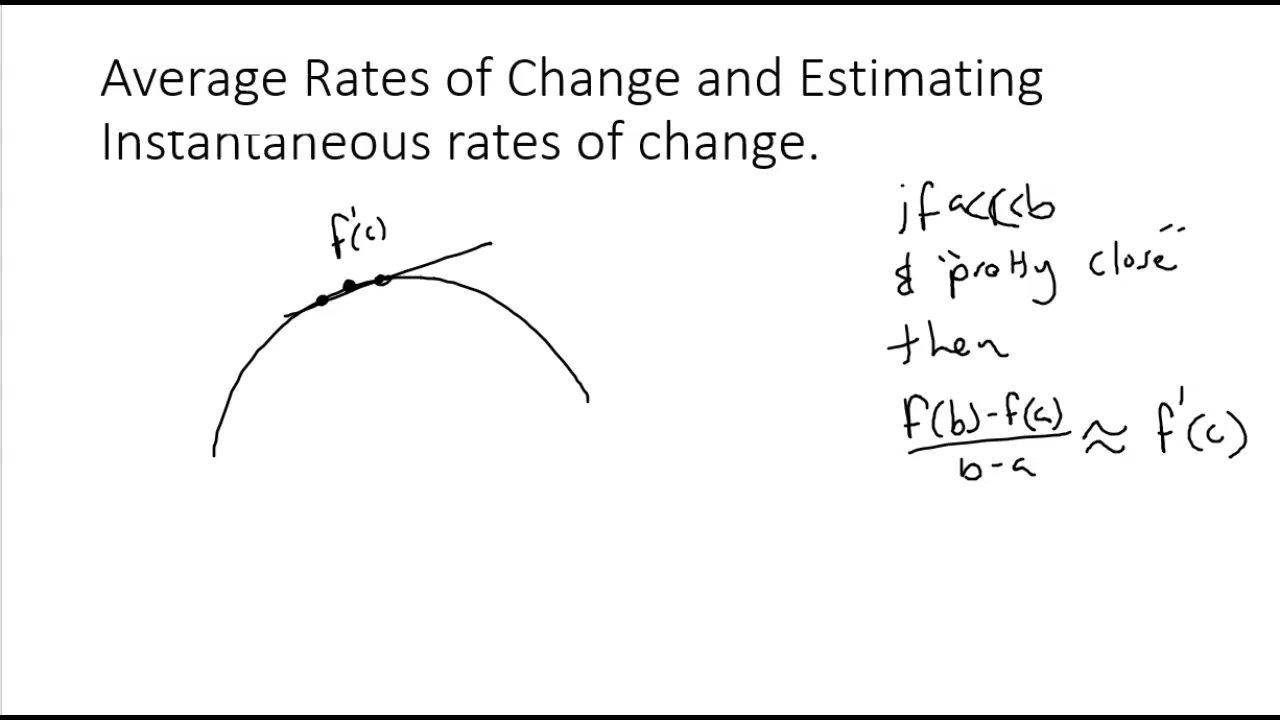 Average Rates of Change and Estimating
Instantaneous rates of change.
f'(c)
if a<c<b
& "pretty close"
then
f(b)-f(a)
b-a
≈ f'(c)